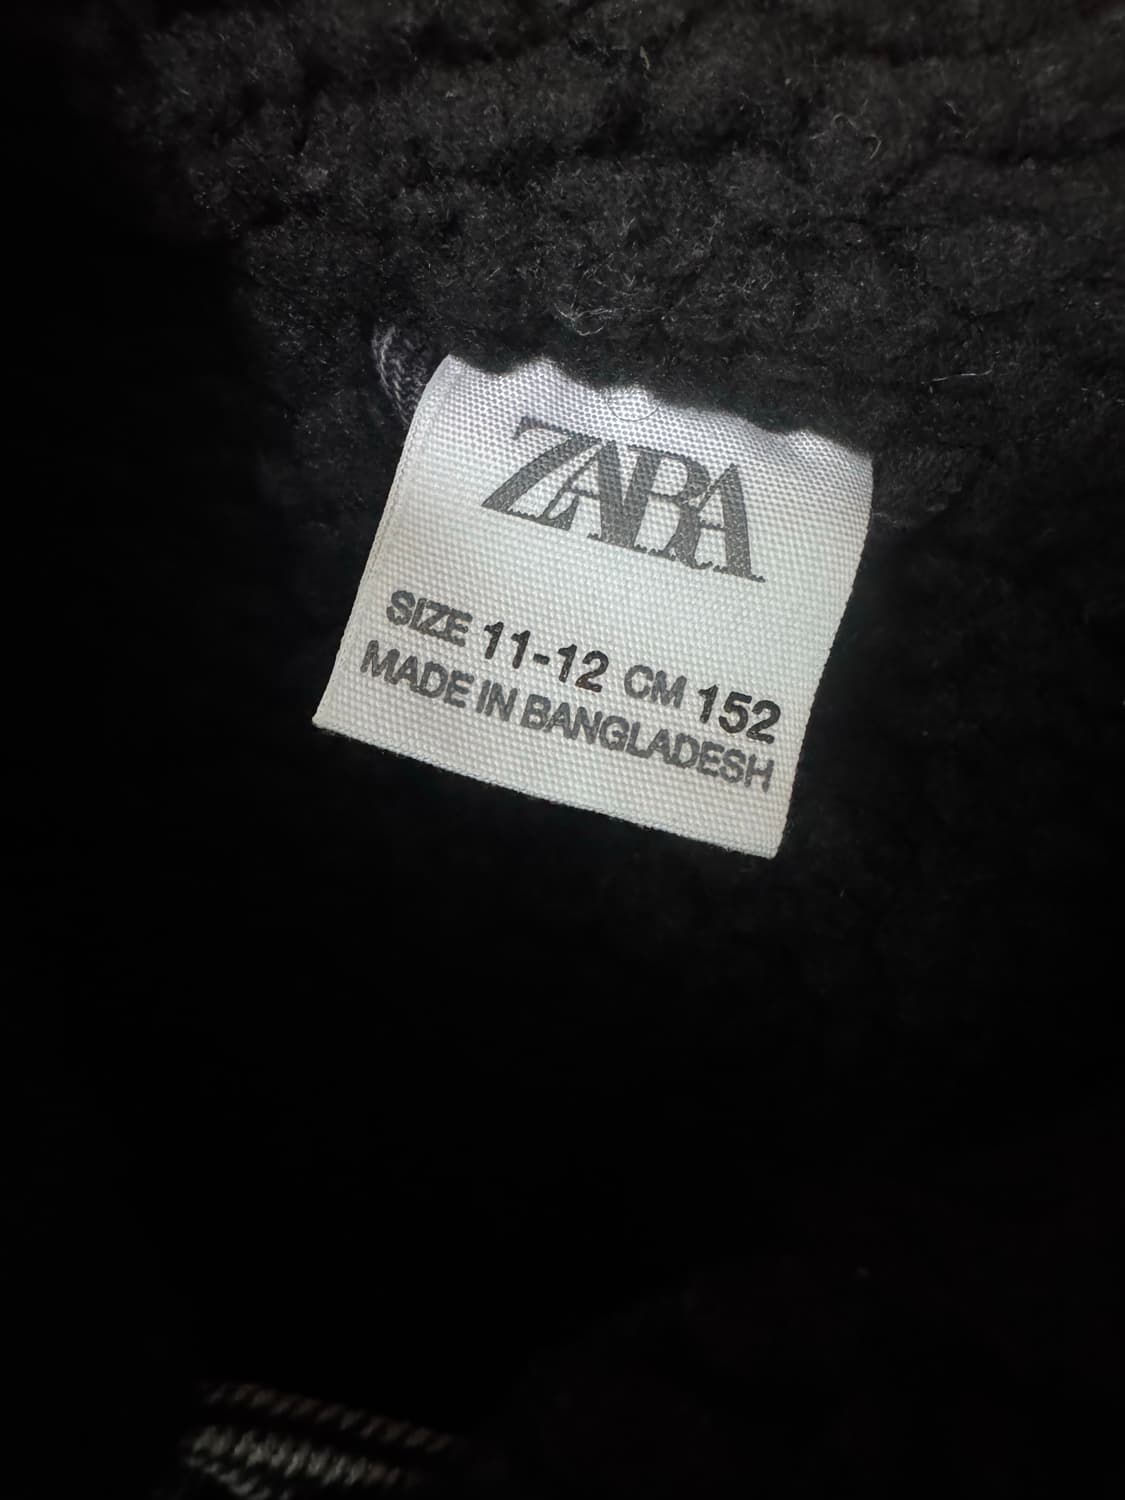 ZARA
SIZE 11-12 CM 152
MADE IN BANGLADESH